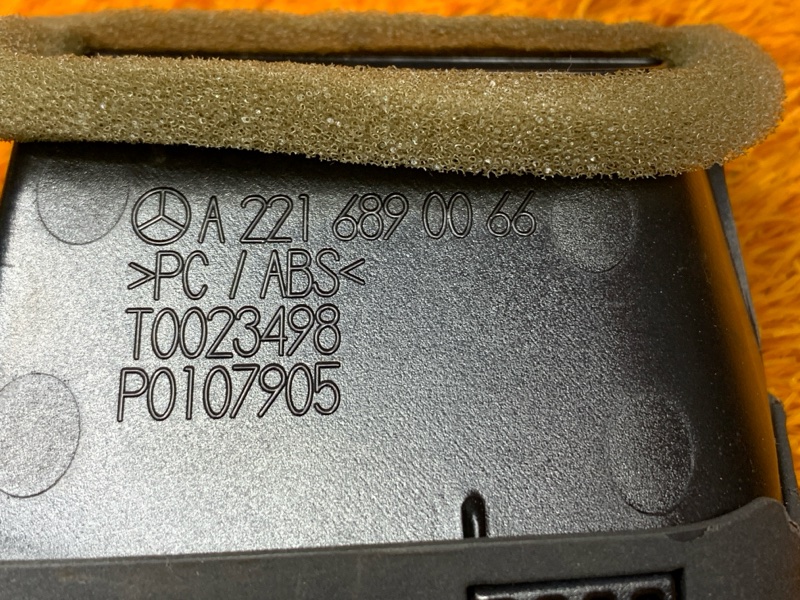 A 221 689 00 66
>PC / ABS<
T0023498
P0107905